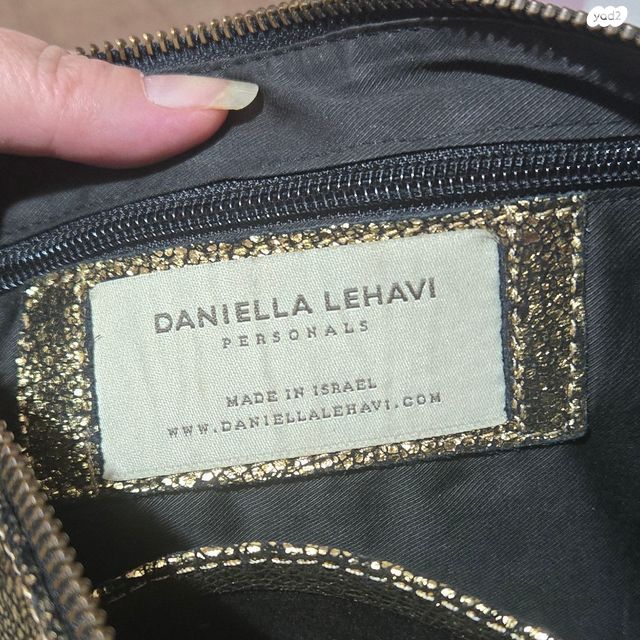 yad2
DANIELLA LEHAVI
PERSONALS
MADE IN ISRAEL
WWW.DANIELLALEHAVI.COM